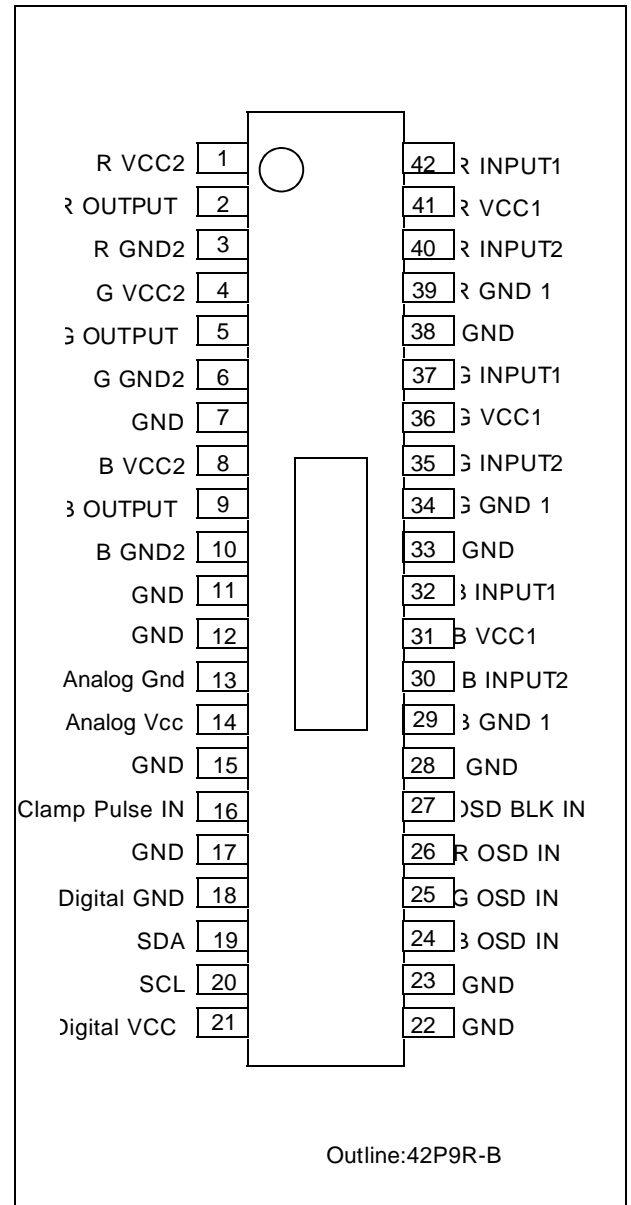 R VCC2 1 42 R INPUT1
R OUTPUT 2 41 R VCC1
R GND2 3 40 R INPUT2
G VCC2 4 39 R GND 1
G OUTPUT 5 38 GND
G GND2 6 37 G INPUT1
GND 7 36 G VCC1
B VCC2 8 35 G INPUT2
B OUTPUT 9 34 G GND 1
B GND2 10 33 GND
GND 11 32 B INPUT1
GND 12 31 B VCC1
Analog Gnd 13 30 B INPUT2
Analog Vcc 14 29 B GND 1
GND 15 28 GND
Clamp Pulse IN 16 27 OSD BLK IN
GND 17 26 R OSD IN
Digital GND 18 25 G OSD IN
SDA 19 24 B OSD IN
SCL 20 23 GND
Digital VCC 21 22 GND
Outline:42P9R-B